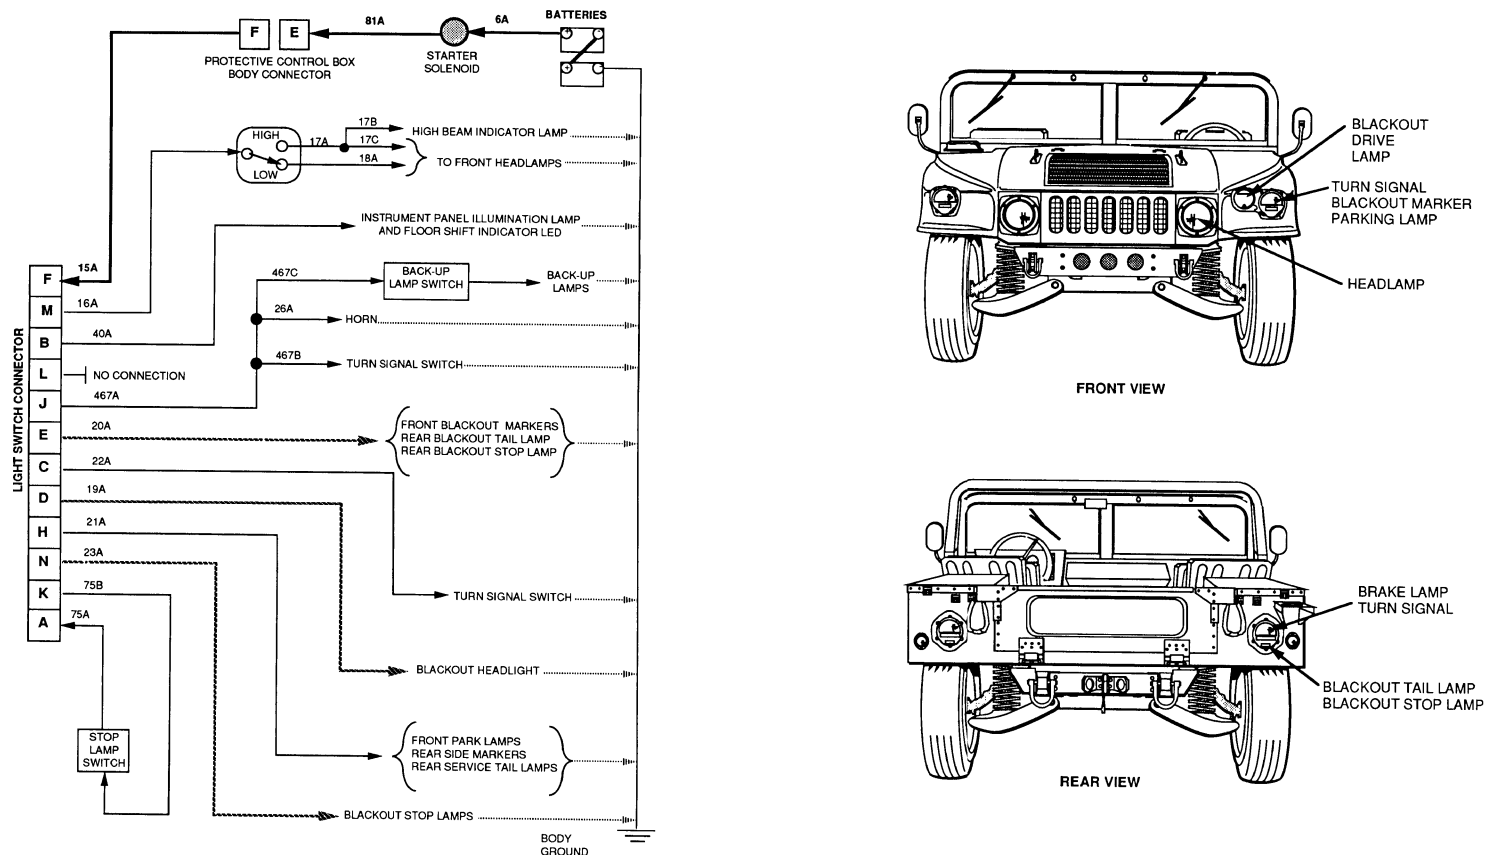 BATTERIES
81A
6A
F
E
STARTER
SOLENOID
PROTECTIVE CONTROL BOX
BODY CONNECTOR
HIGH
LOW
17A
17B
17C
18A
HIGH BEAM INDICATOR LAMP
TO FRONT HEADLAMPS
INSTRUMENT PANEL ILLUMINATION LAMP
AND FLOOR SHIFT INDICATOR LED
LIGHT SWITCH CONNECTOR
F
15A
M
16A
B
40A
L
NO CONNECTION
J
467A
E
20A
C
22A
D
19A
H
21A
N
23A
K
75B
A
75A
467C
BACK-UP
LAMP SWITCH
BACK-UP
LAMPS
26A
HORN
467B
TURN SIGNAL SWITCH
FRONT BLACKOUT MARKERS
REAR BLACKOUT TAIL LAMP
REAR BLACKOUT STOP LAMP
TURN SIGNAL SWITCH
BLACKOUT HEADLIGHT
STOP
LAMP
SWITCH
FRONT PARK LAMPS
REAR SIDE MARKERS
REAR SERVICE TAIL LAMPS
BLACKOUT STOP LAMPS
BODY
GROUND
BLACKOUT
DRIVE
LAMP
TURN SIGNAL
BLACKOUT MARKER
PARKING LAMP
HEADLAMP
FRONT VIEW
BRAKE LAMP
TURN SIGNAL
BLACKOUT TAIL LAMP
BLACKOUT STOP LAMP
REAR VIEW